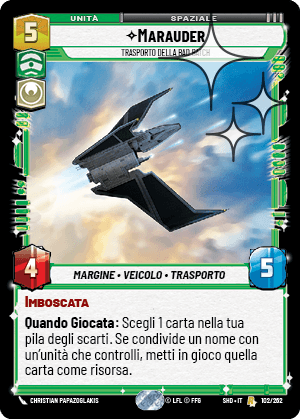 UNITÀ SPAZIALE
5
MARAUDER
TRASPORTO DELLA BAD BATCH
4
5
MARGINE • VEICOLO • TRASPORTO
IMBOSCATA
Quando Giocata: Scegli 1 carta nella tua
pila degli scarti. Se condivide un nome con
un'unità che controlli, metti in gioco quella
carta come risorsa.
CHRISTIAN PAPAZOGLAKIS © LFL © FFG SHD • IT 102/262